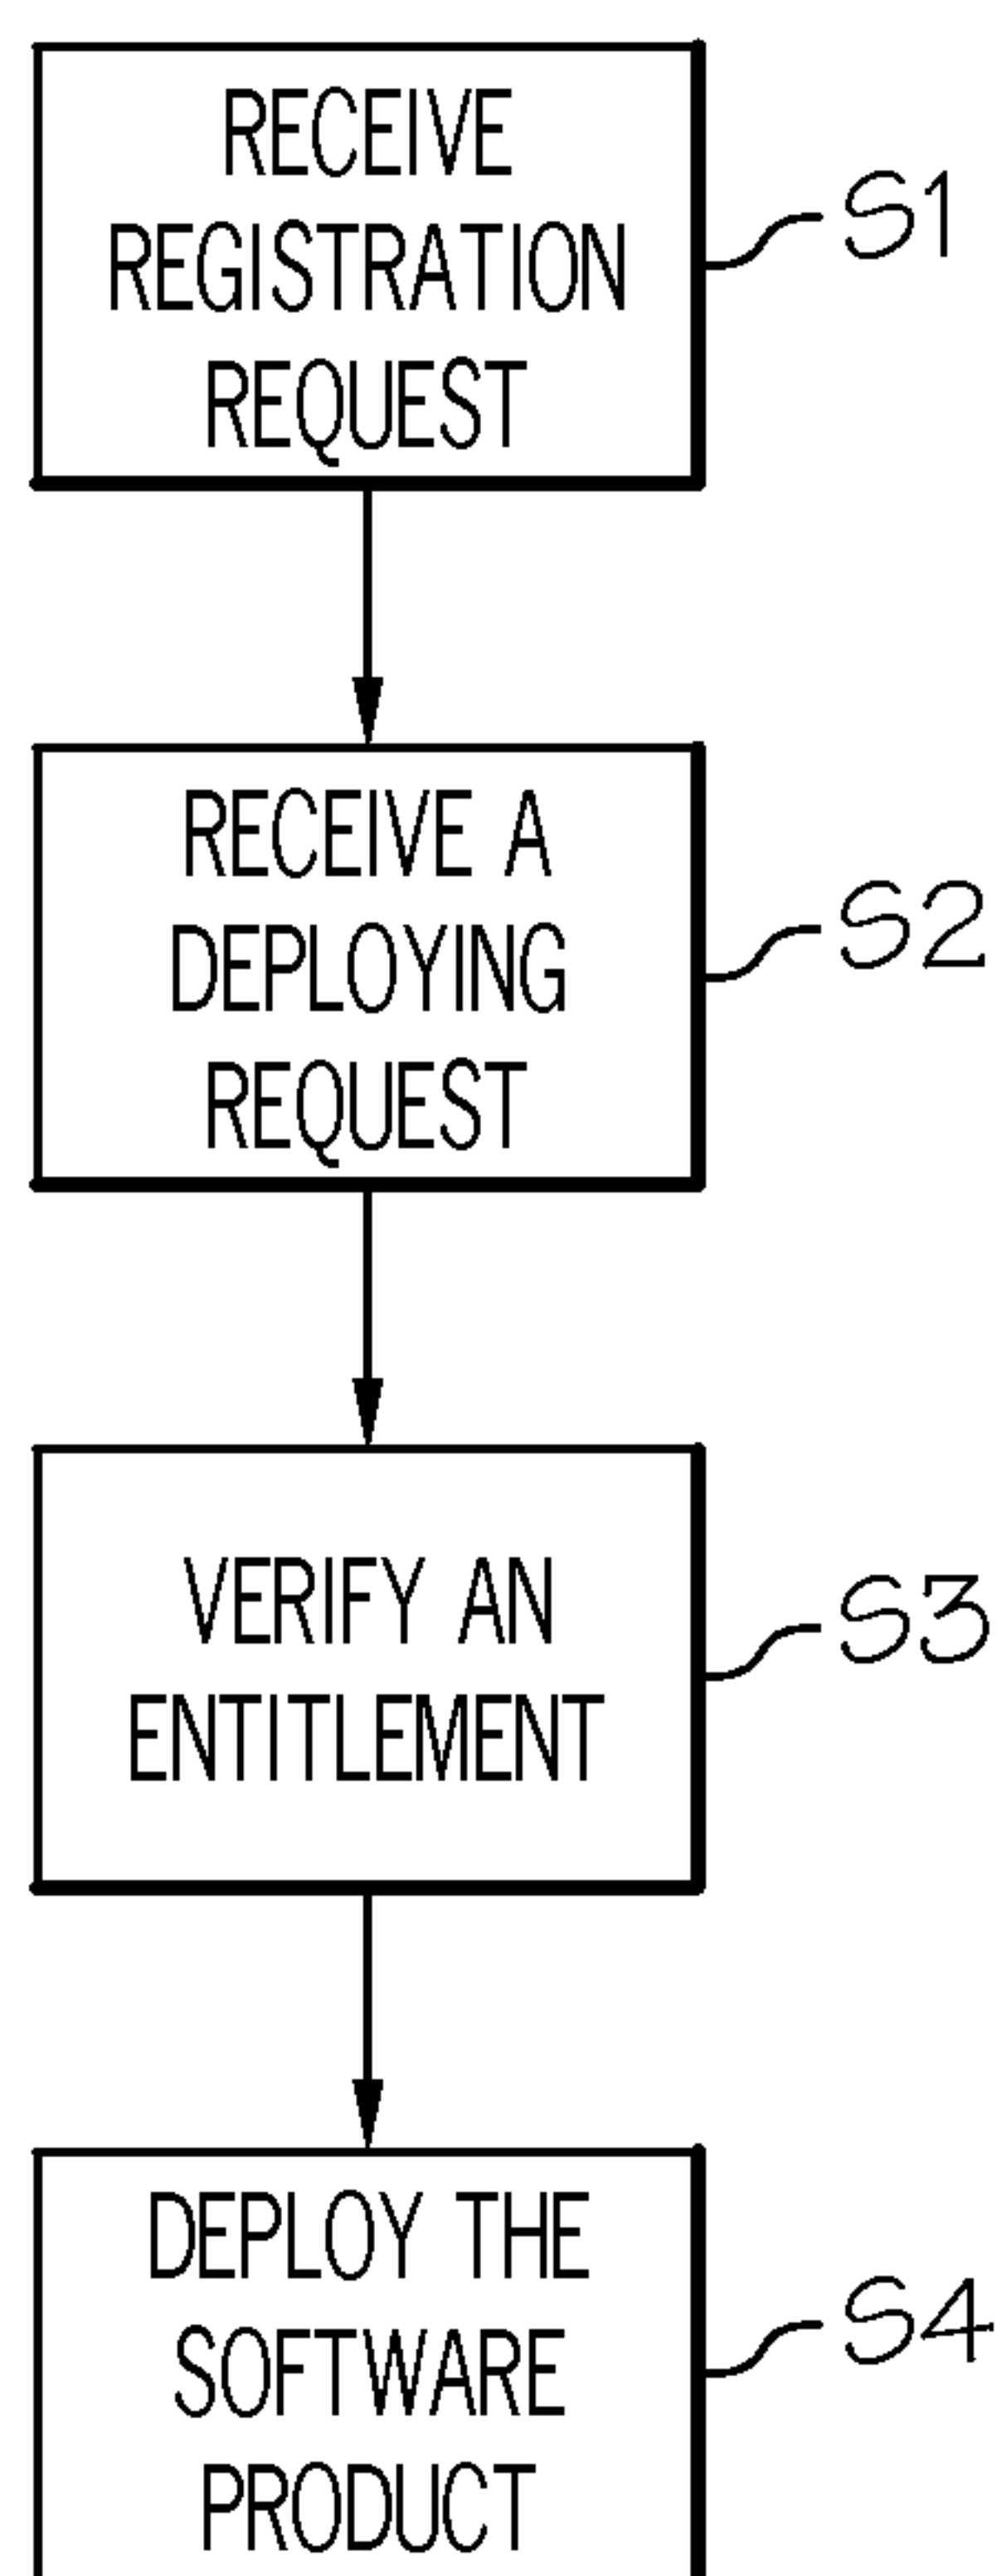 RECEIVE
REGISTRATION
REQUEST
S1
RECEIVE A
DEPLOYING
REQUEST
S2
VERIFY AN
ENTITLEMENT
S3
DEPLOY THE
SOFTWARE
PRODUCT
S4